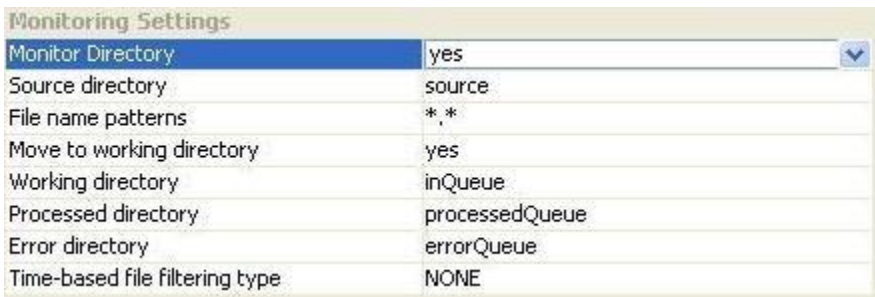 Monitoring Settings
Monitor Directory yes
Source directory source
File name patterns *.*
Move to working directory yes
Working directory inQueue
Processed directory processedQueue
Error directory errorQueue
Time-based file filtering type NONE